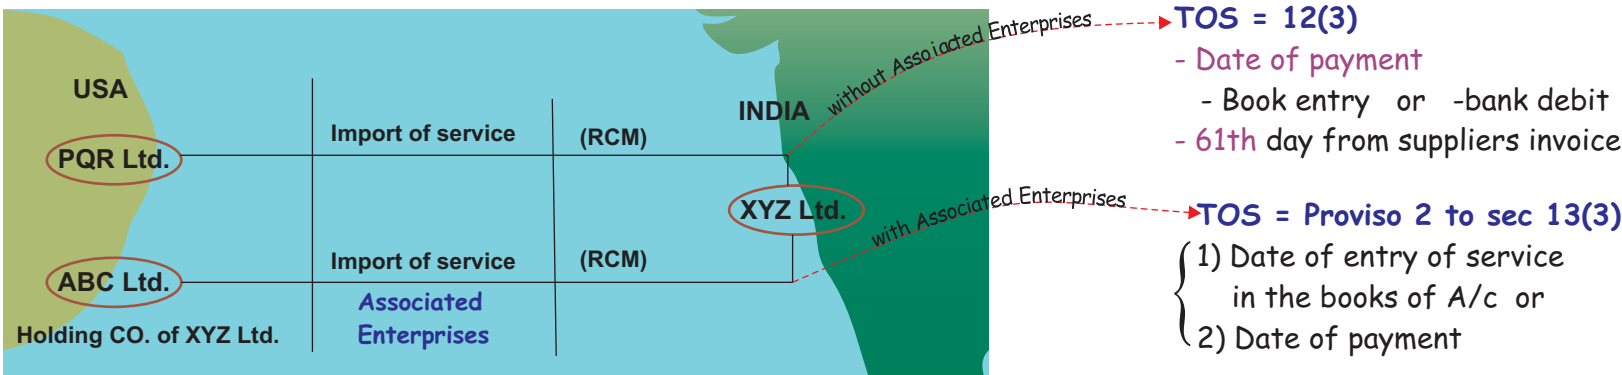 USA
PQR Ltd.
Import of service
(RCM)
INDIA
XYZ Ltd.
ABC Ltd.
Import of service
(RCM)
Associated
Enterprises
Holding CO. of XYZ Ltd.
without Assoiacted Enterprises
TOS = 12(3)
- Date of payment
- Book entry or -bank debit
- 61th day from suppliers invoice
with Associated Enterprises
TOS = Proviso 2 to sec 13(3)
1) Date of entry of service
in the books of A/c or
2) Date of payment